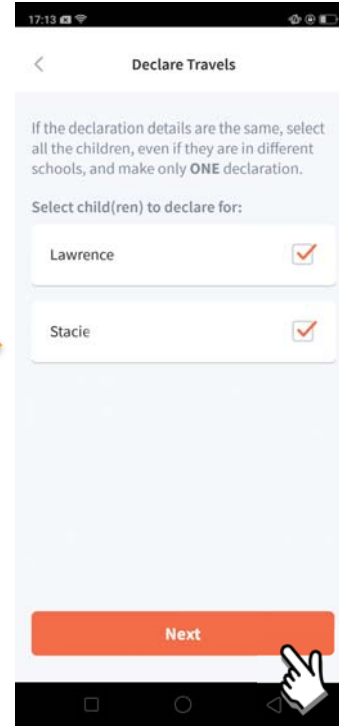 17:13
Declare Travels
If the declaration details are the same, select
all the children, even if they are in different
schools, and make only ONE declaration.
Select child(ren) to declare for:
Lawrence
Stacie
Next